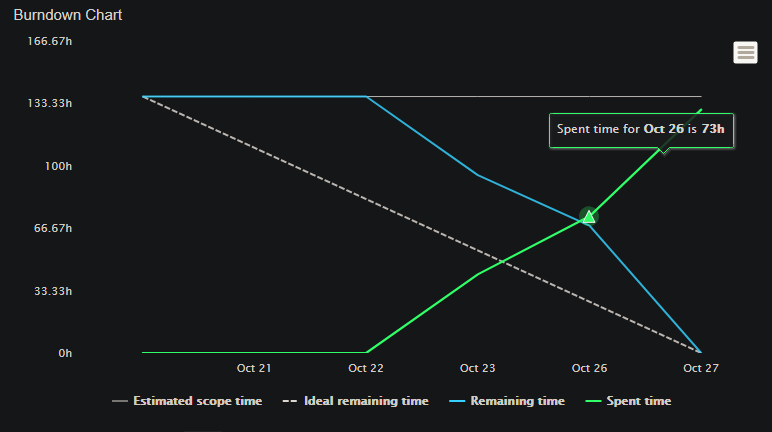 Burndown Chart
166.67h
133.33h
Spent time for Oct 26 is 73h
100h
66.67h
33.33h
0h
Oct 21 Oct 22 Oct 23 Oct 26 Oct 27
Estimated scope time Ideal remaining time Remaining time Spent time